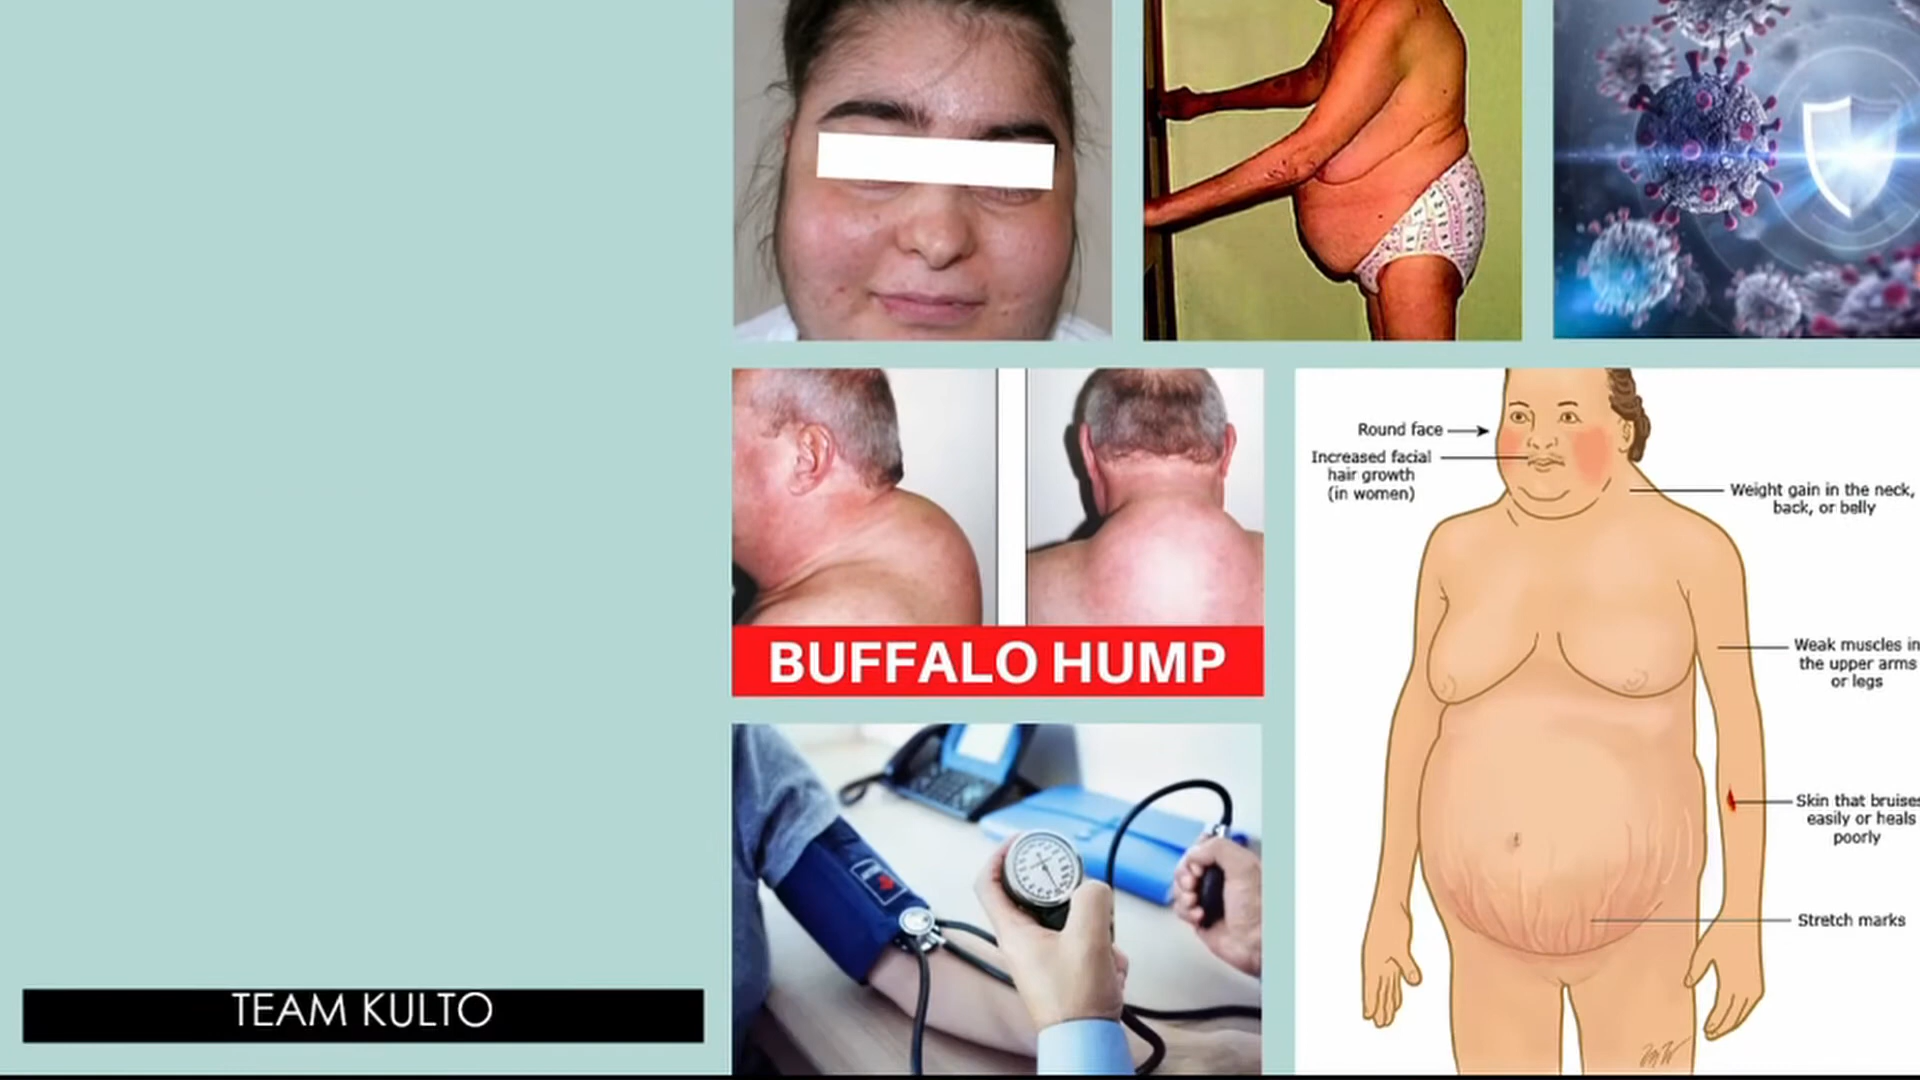 Round face
Increased facial
hair growth
(in women)
Weight gain in the neck,
back, or belly
BUFFALO HUMP
Weak muscles in
the upper arms
or legs
Skin that bruises
easily or heals
poorly
Stretch marks
TEAM KULTO